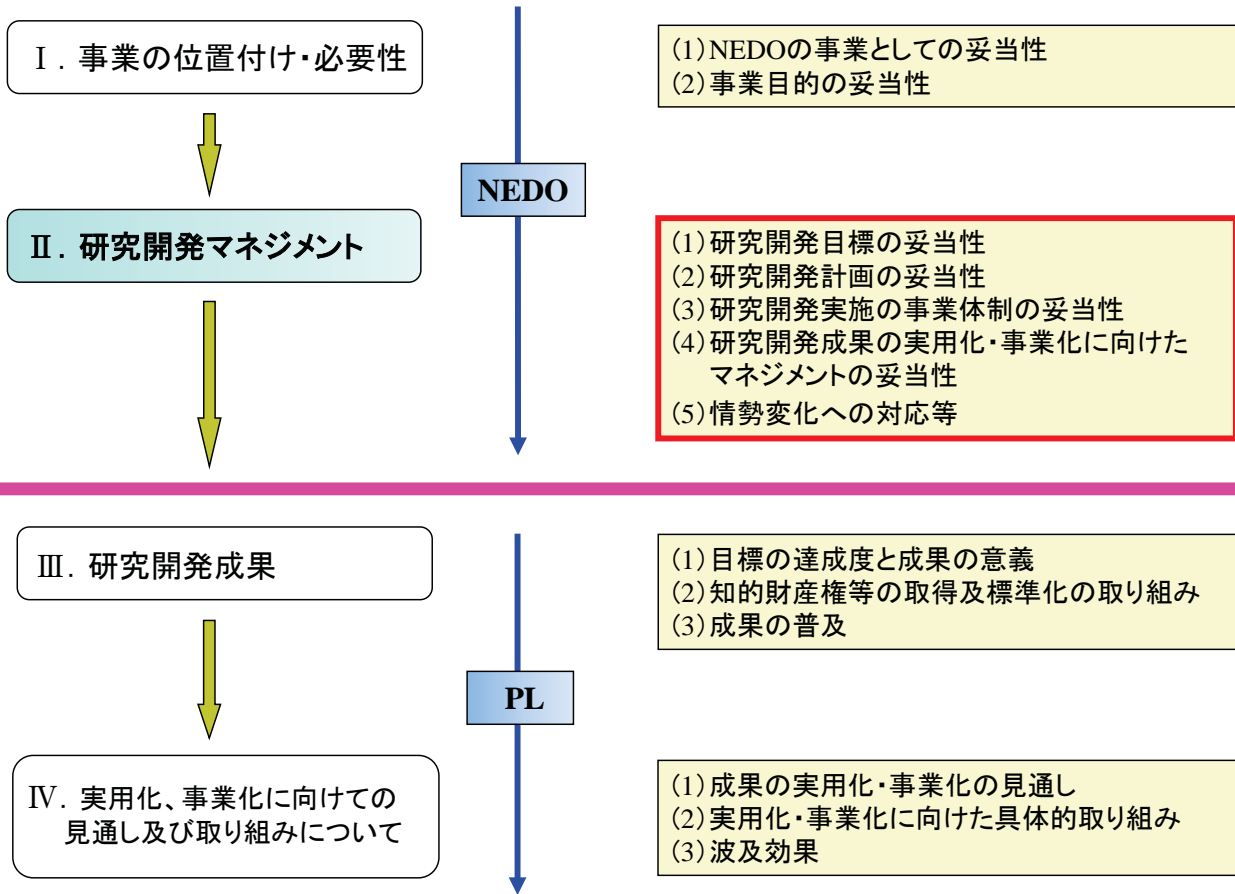 Ⅰ. 事業の位置付け・必要性
(1)NEDOの事業としての妥当性
(2)事業目的の妥当性
NEDO
Ⅱ. 研究開発マネジメント
(1)研究開発目標の妥当性
(2)研究開発計画の妥当性
(3)研究開発実施の事業体制の妥当性
(4)研究開発成果の実用化・事業化に向けた
マネジメントの妥当性
(5)情勢変化への対応等
Ⅲ. 研究開発成果
(1)目標の達成度と成果の意義
(2)知的財産権等の取得及標準化の取り組み
(3)成果の普及
PL
Ⅳ. 実用化、事業化に向けての
見通し及び取り組みについて
(1)成果の実用化・事業化の見通し
(2)実用化・事業化に向けた具体的取り組み
(3)波及効果